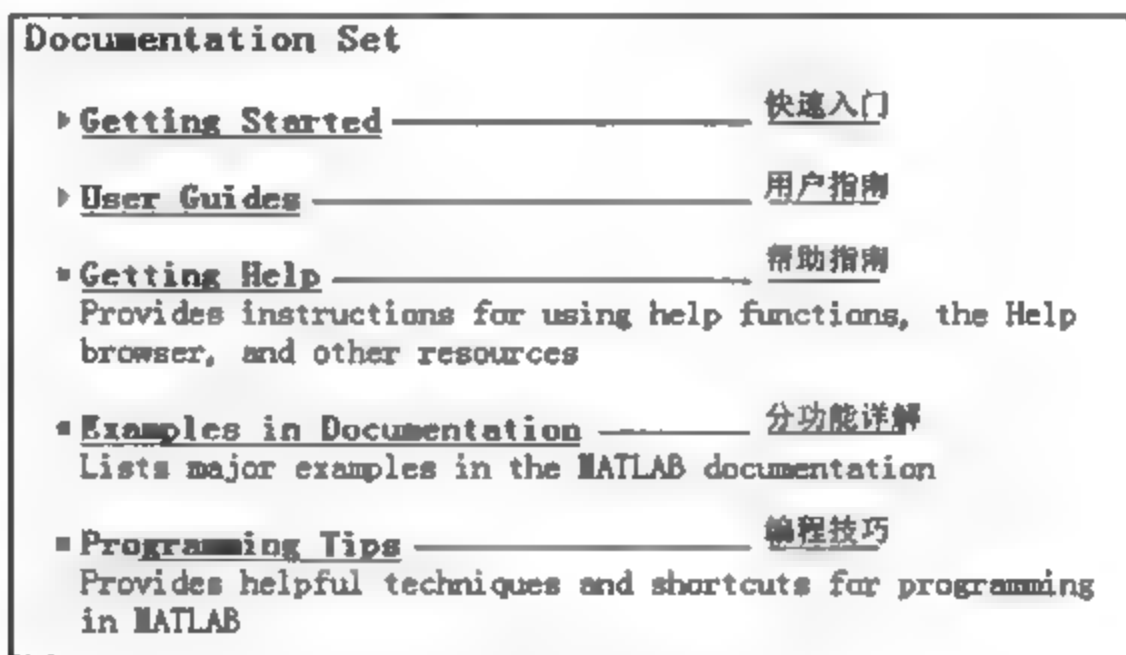 Documentation Set
Getting Started 快速入门
User Guides 用户指南
Getting Help 帮助指南
Provides instructions for using help functions, the Help
browser, and other resources
Examples in Documentation 分功能详解
Lists major examples in the MATLAB documentation
Programming Tips 编程技巧
Provides helpful techniques and shortcuts for programming
in MATLAB